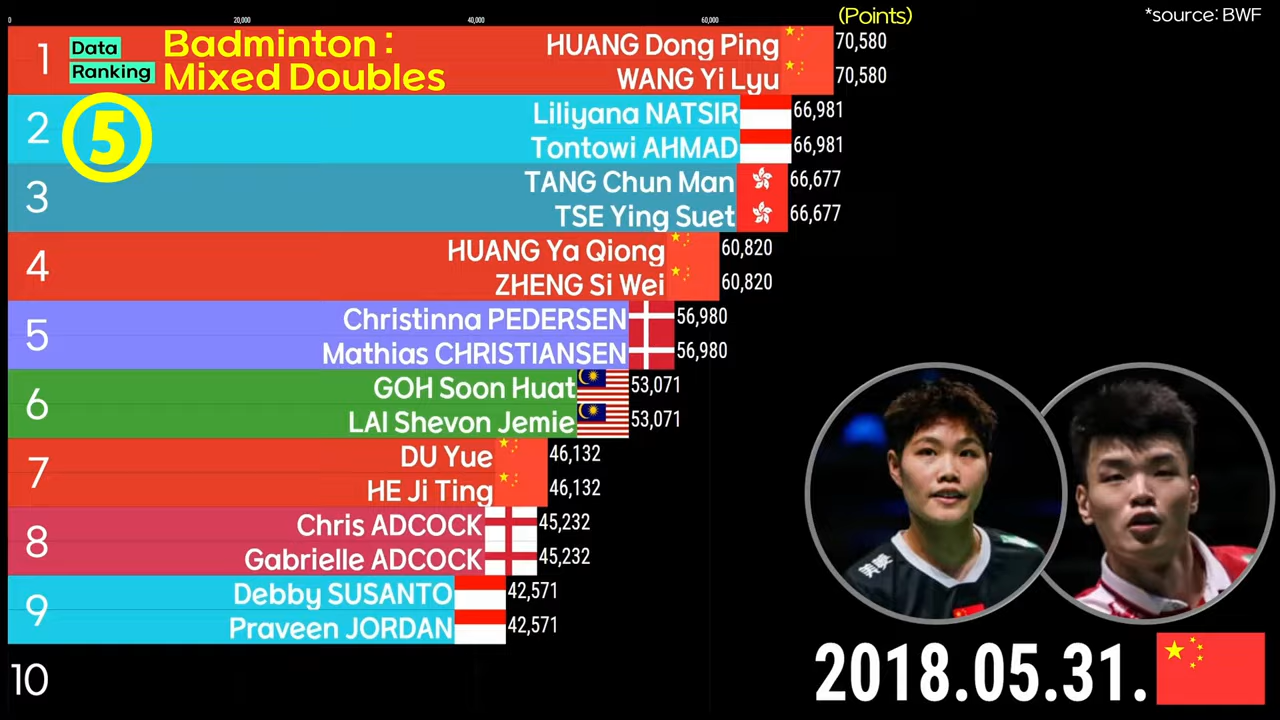 0 20,000 40,000 60,000 (Points) *source: BWF
Data
Ranking
Badminton :
Mixed Doubles
5
1
HUANG Dong Ping 70,580
WANG Yi Lyu 70,580
2
Liliyana NATSIR 66,981
Tontowi AHMAD 66,981
3
TANG Chun Man 66,677
TSE Ying Suet 66,677
4
HUANG Ya Qiong 60,820
ZHENG Si Wei 60,820
5
Christinna PEDERSEN 56,980
Mathias CHRISTIANSEN 56,980
6
GOH Soon Huat 53,071
LAI Shevon Jemie 53,071
7
DU Yue 46,132
HE Ji Ting 46,132
8
Chris ADCOCK 45,232
Gabrielle ADCOCK 45,232
9
Debby SUSANTO 42,571
Praveen JORDAN 42,571
10
2018.05.31.